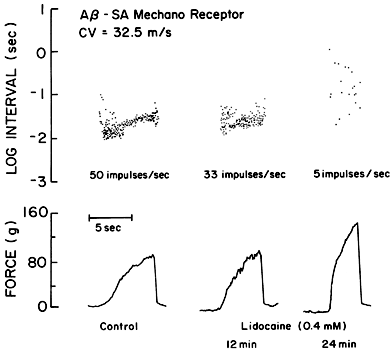 Aβ - SA Mechano Receptor
CV = 32.5 m/s
LOG INTERVAL (sec)
1
0
-1
-2
-3
50 impulses/sec
33 impulses/sec
5 impulses/sec
FORCE (g)
160
80
0
5 sec
Control
Lidocaine (0.4 mM)
12 min
24 min